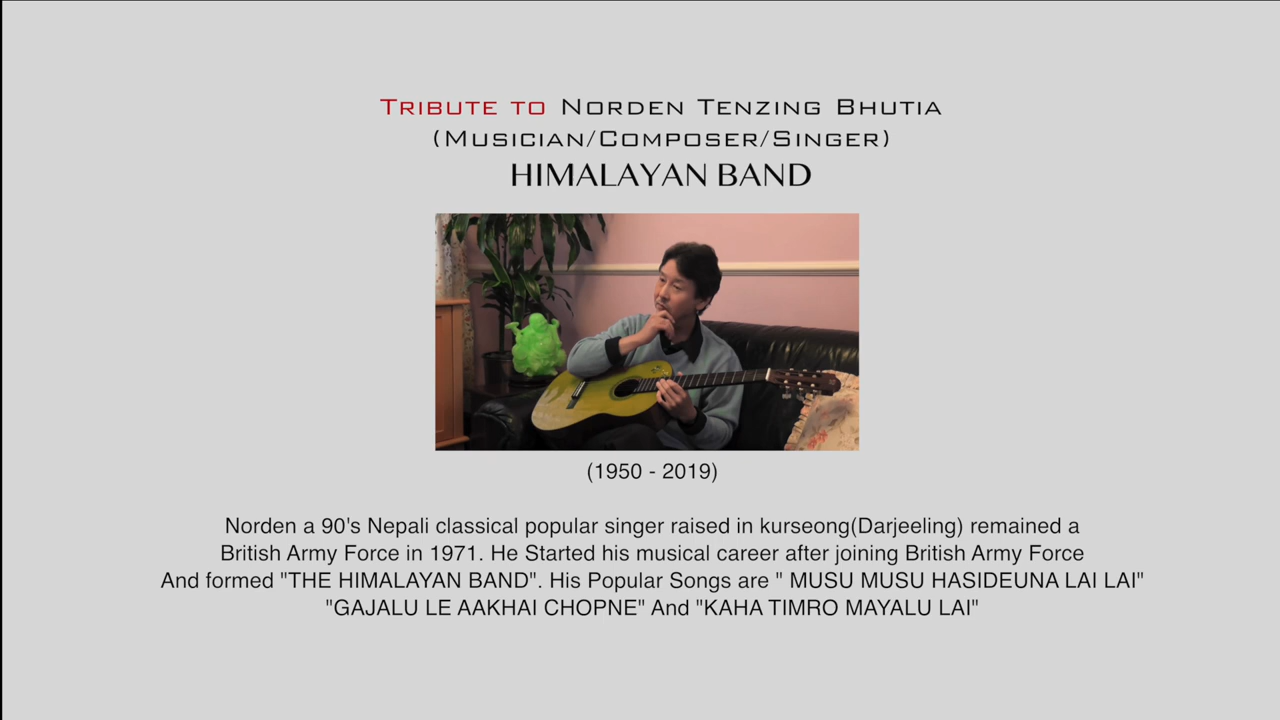 Tribute to Norden Tenzing Bhutia
(Musician/Composer/Singer)
HIMALAYAN BAND
(1950 - 2019)
Norden a 90's Nepali classical popular singer raised in kurseong(Darjeeling) remained a
British Army Force in 1971. He Started his musical career after joining British Army Force
And formed "THE HIMALAYAN BAND". His Popular Songs are " MUSU MUSU HASIDEUNA LAI LAI"
"GAJALU LE AAKHAI CHOPNE" And "KAHA TIMRO MAYALU LAI"